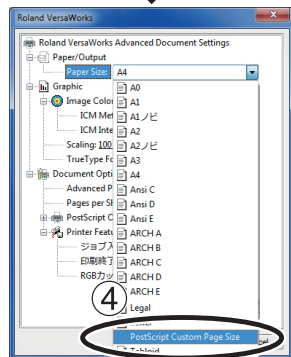 Roland VersaWorks
Roland VersaWorks Advanced Document Settings
Paper/Output
Paper Size: A4
Graphic
A0
Image Colo
A1
ICM Met
A1ノビ
ICM Inte
A2
Scaling: 100
A2ノビ
TrueType Fo
A3
Document Opti
A4
Advanced P
Ansi C
Pages per Sh
Ansi D
PostScript O
Ansi E
Printer Featu
ARCH A
ジョブ入
ARCH B
印刷終了
ARCH C
RGBカッ
ARCH D
ARCH E
④
Legal
PostScript Custom Page Size
Tabloid